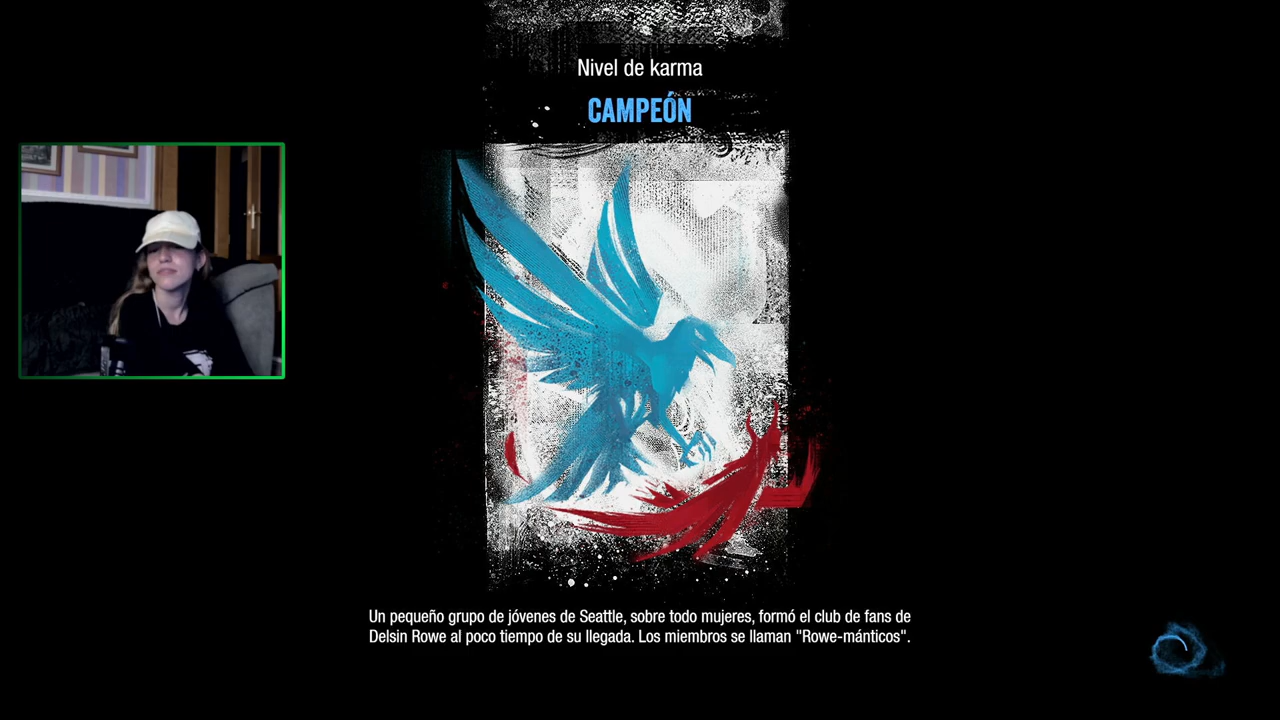 Nivel de karma
CAMPEÓN
Un pequeño grupo de jóvenes de Seattle, sobre todo mujeres, formó el club de fans de
Delsin Rowe al poco tiempo de su llegada. Los miembros se llaman "Rowe-mánticos".